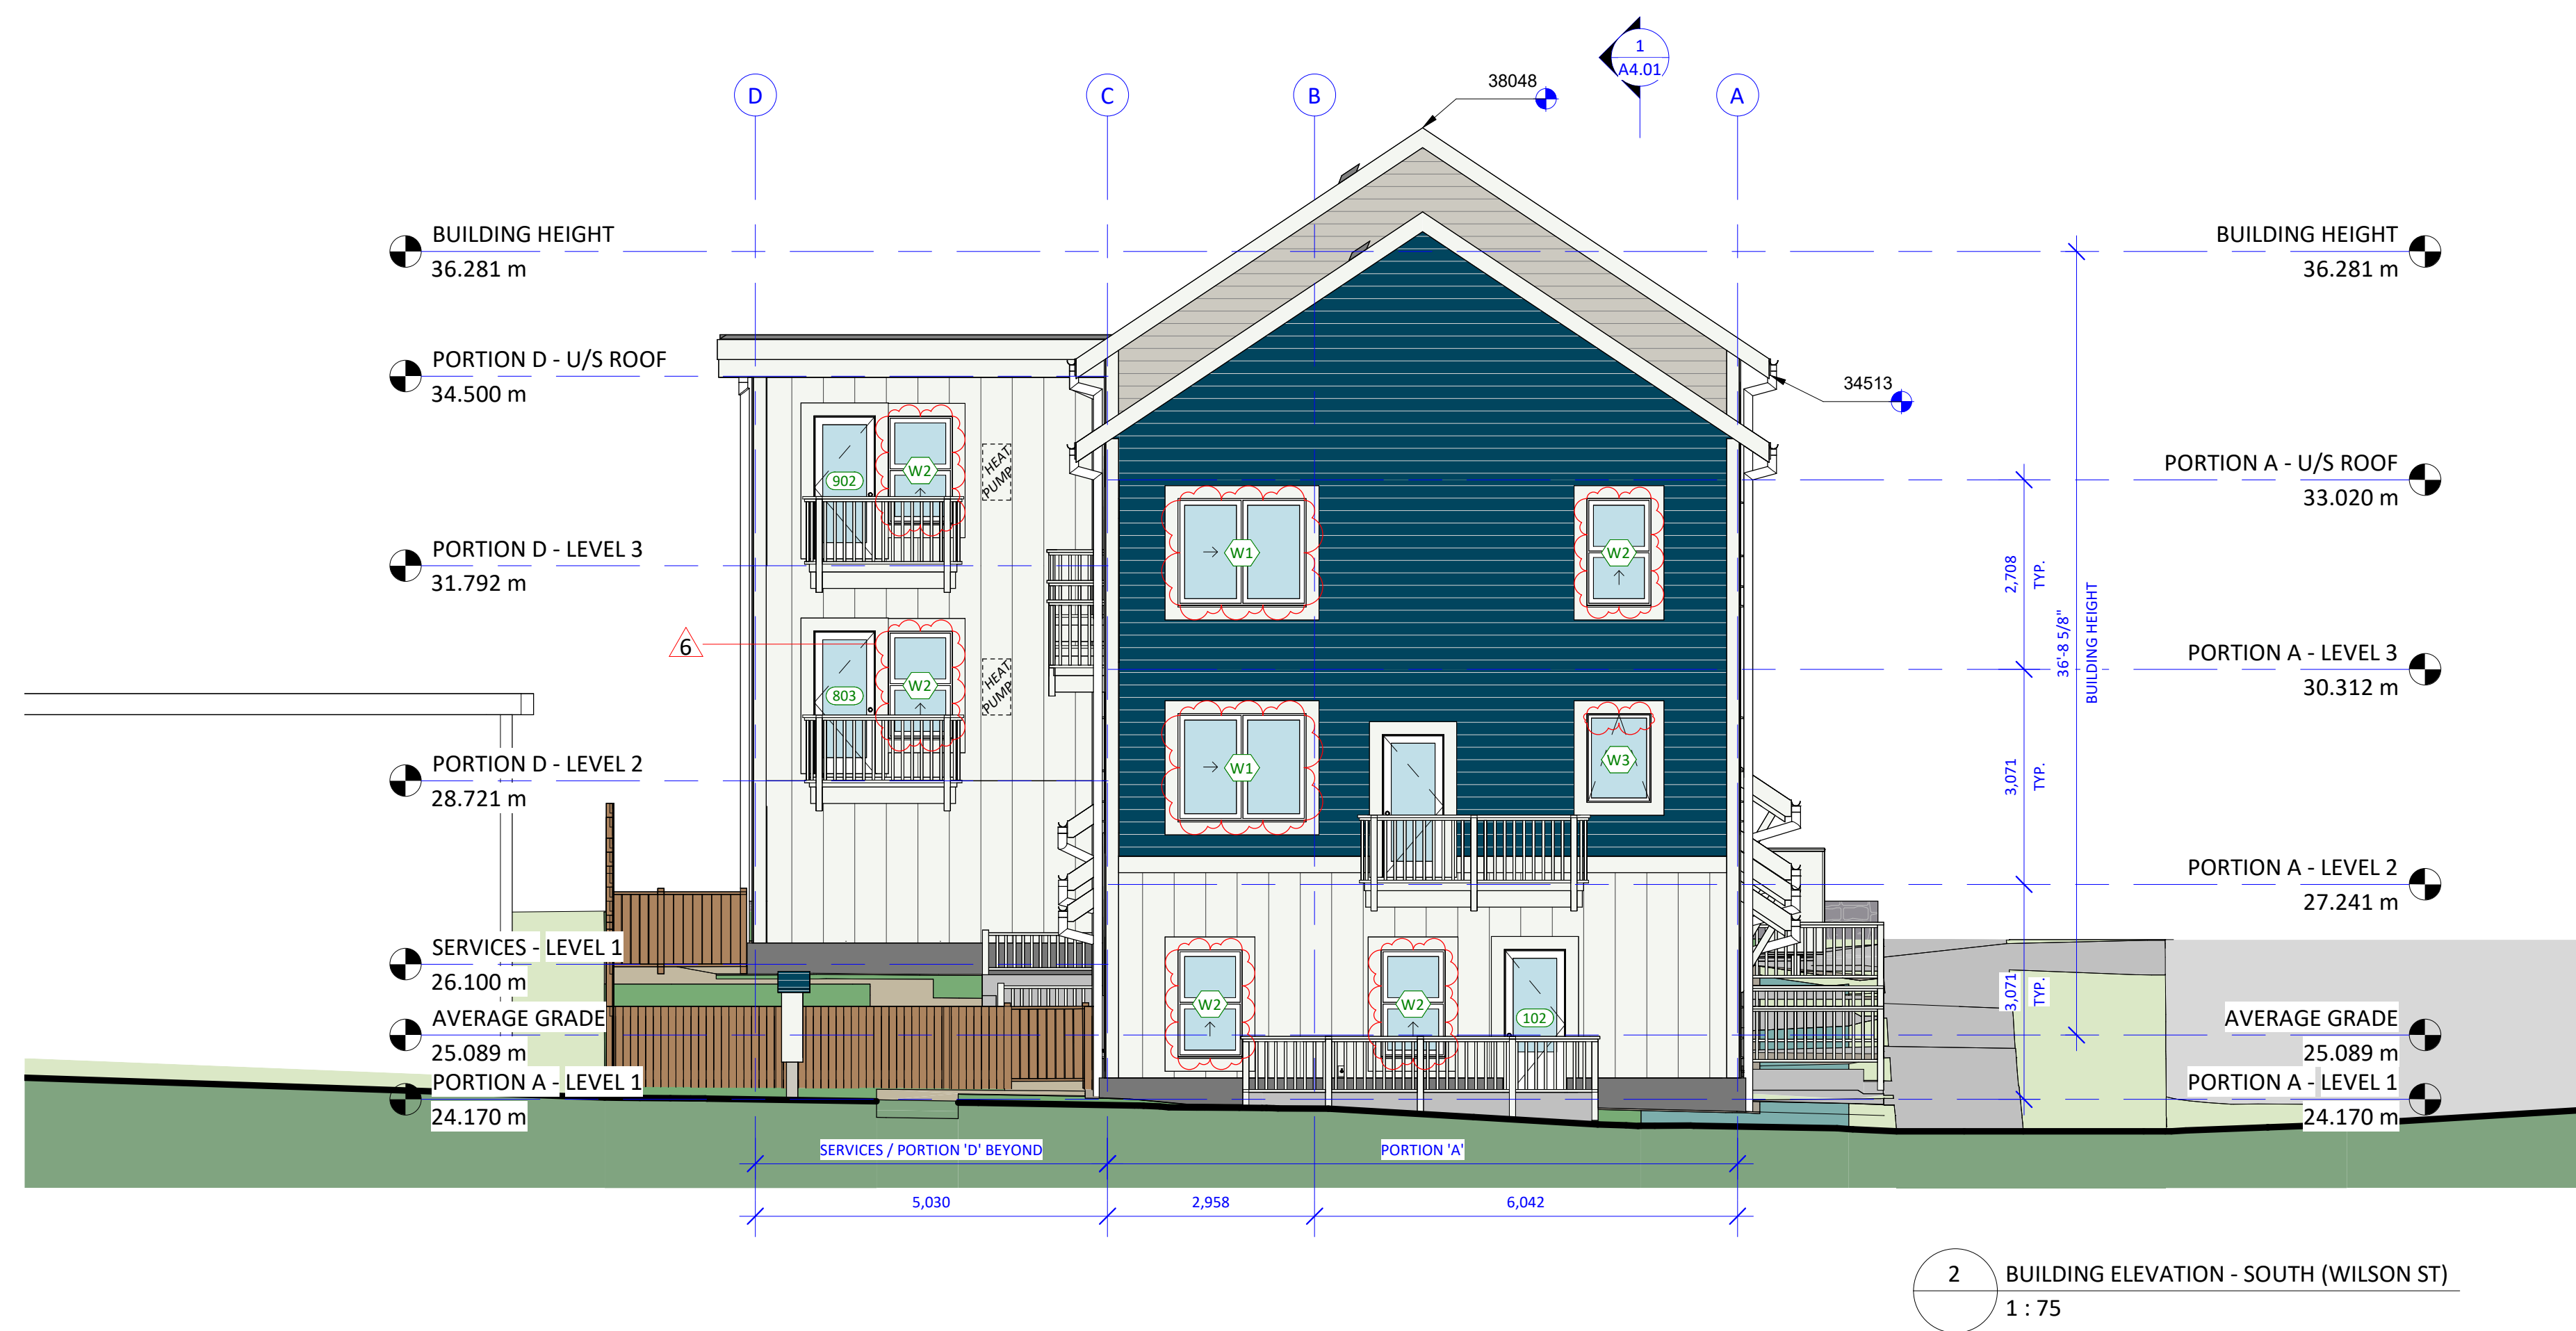 1
A4.01
38048
D
C
B
A
BUILDING HEIGHT
36.281 m
BUILDING HEIGHT
36.281 m
PORTION D - U/S ROOF
34.500 m
34513
PORTION A - U/S ROOF
33.020 m
902
W2
HEAT
PUMP
W1
W2
PORTION D - LEVEL 3
31.792 m
2,708
TYP.
36'-8 5/8"
BUILDING HEIGHT
6
803
W2
HEAT
PUMP
PORTION A - LEVEL 3
30.312 m
W1
W3
PORTION D - LEVEL 2
28.721 m
3,071
TYP.
PORTION A - LEVEL 2
27.241 m
SERVICES - LEVEL 1
26.100 m
W2
W2
102
3,071
TYP.
AVERAGE GRADE
25.089 m
AVERAGE GRADE
25.089 m
PORTION A - LEVEL 1
24.170 m
PORTION A - LEVEL 1
24.170 m
SERVICES / PORTION 'D' BEYOND
PORTION 'A'
5,030
2,958
6,042
2
BUILDING ELEVATION - SOUTH (WILSON ST)
1 : 75